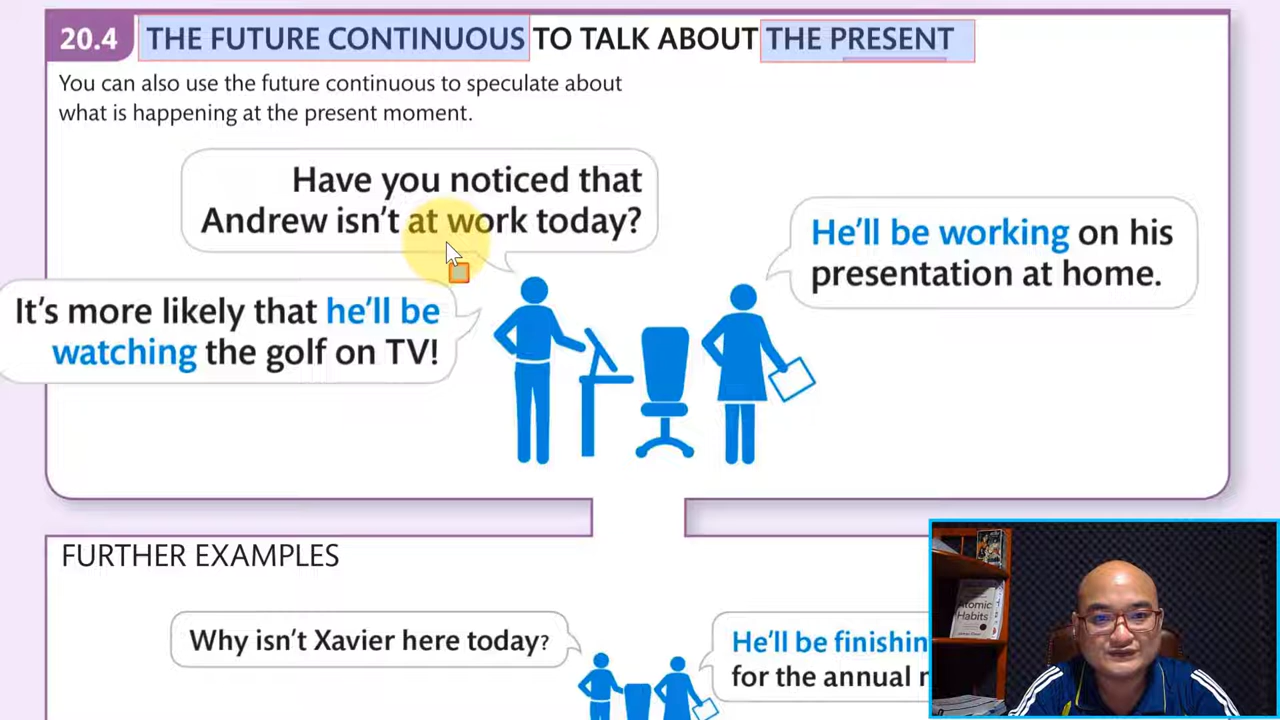 20.4 THE FUTURE CONTINUOUS TO TALK ABOUT THE PRESENT
You can also use the future continuous to speculate about
what is happening at the present moment.
Have you noticed that
Andrew isn't at work today?
He'll be working on his
presentation at home.
It's more likely that he'll be
watching the golf on TV!
FURTHER EXAMPLES
Why isn't Xavier here today?
He'll be finishin
for the annual
Atomic
Habits